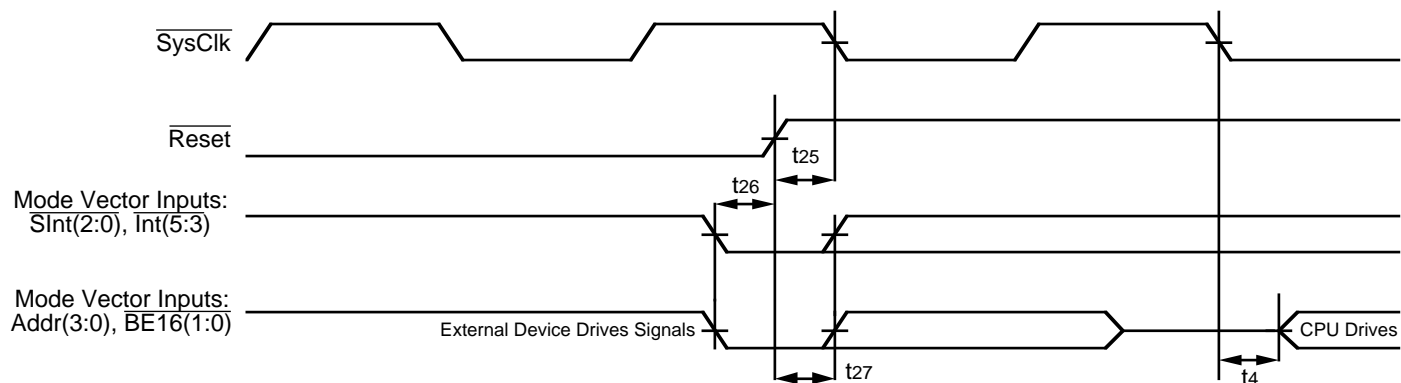 SysClk
Reset
t25
t26
Mode Vector Inputs:
SInt(2:0), Int(5:3)
Mode Vector Inputs:
Addr(3:0), BE16(1:0)
External Device Drives Signals
CPU Drives
t27
t4